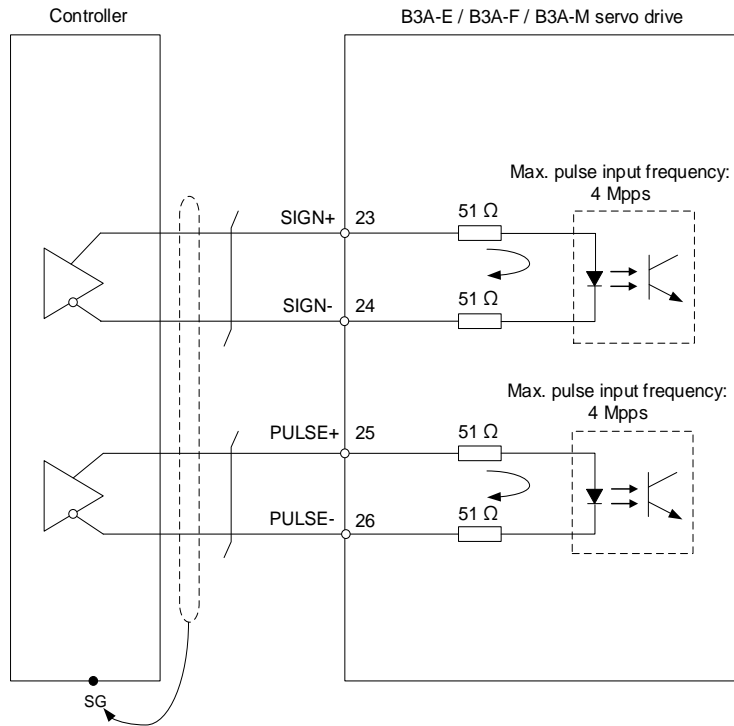 Controller
B3A-E / B3A-F / B3A-M servo drive
Max. pulse input frequency:
4 Mpps
SIGN+ 23 51 Ω
SIGN- 24 51 Ω
Max. pulse input frequency:
4 Mpps
PULSE+ 25 51 Ω
PULSE- 26 51 Ω
SG